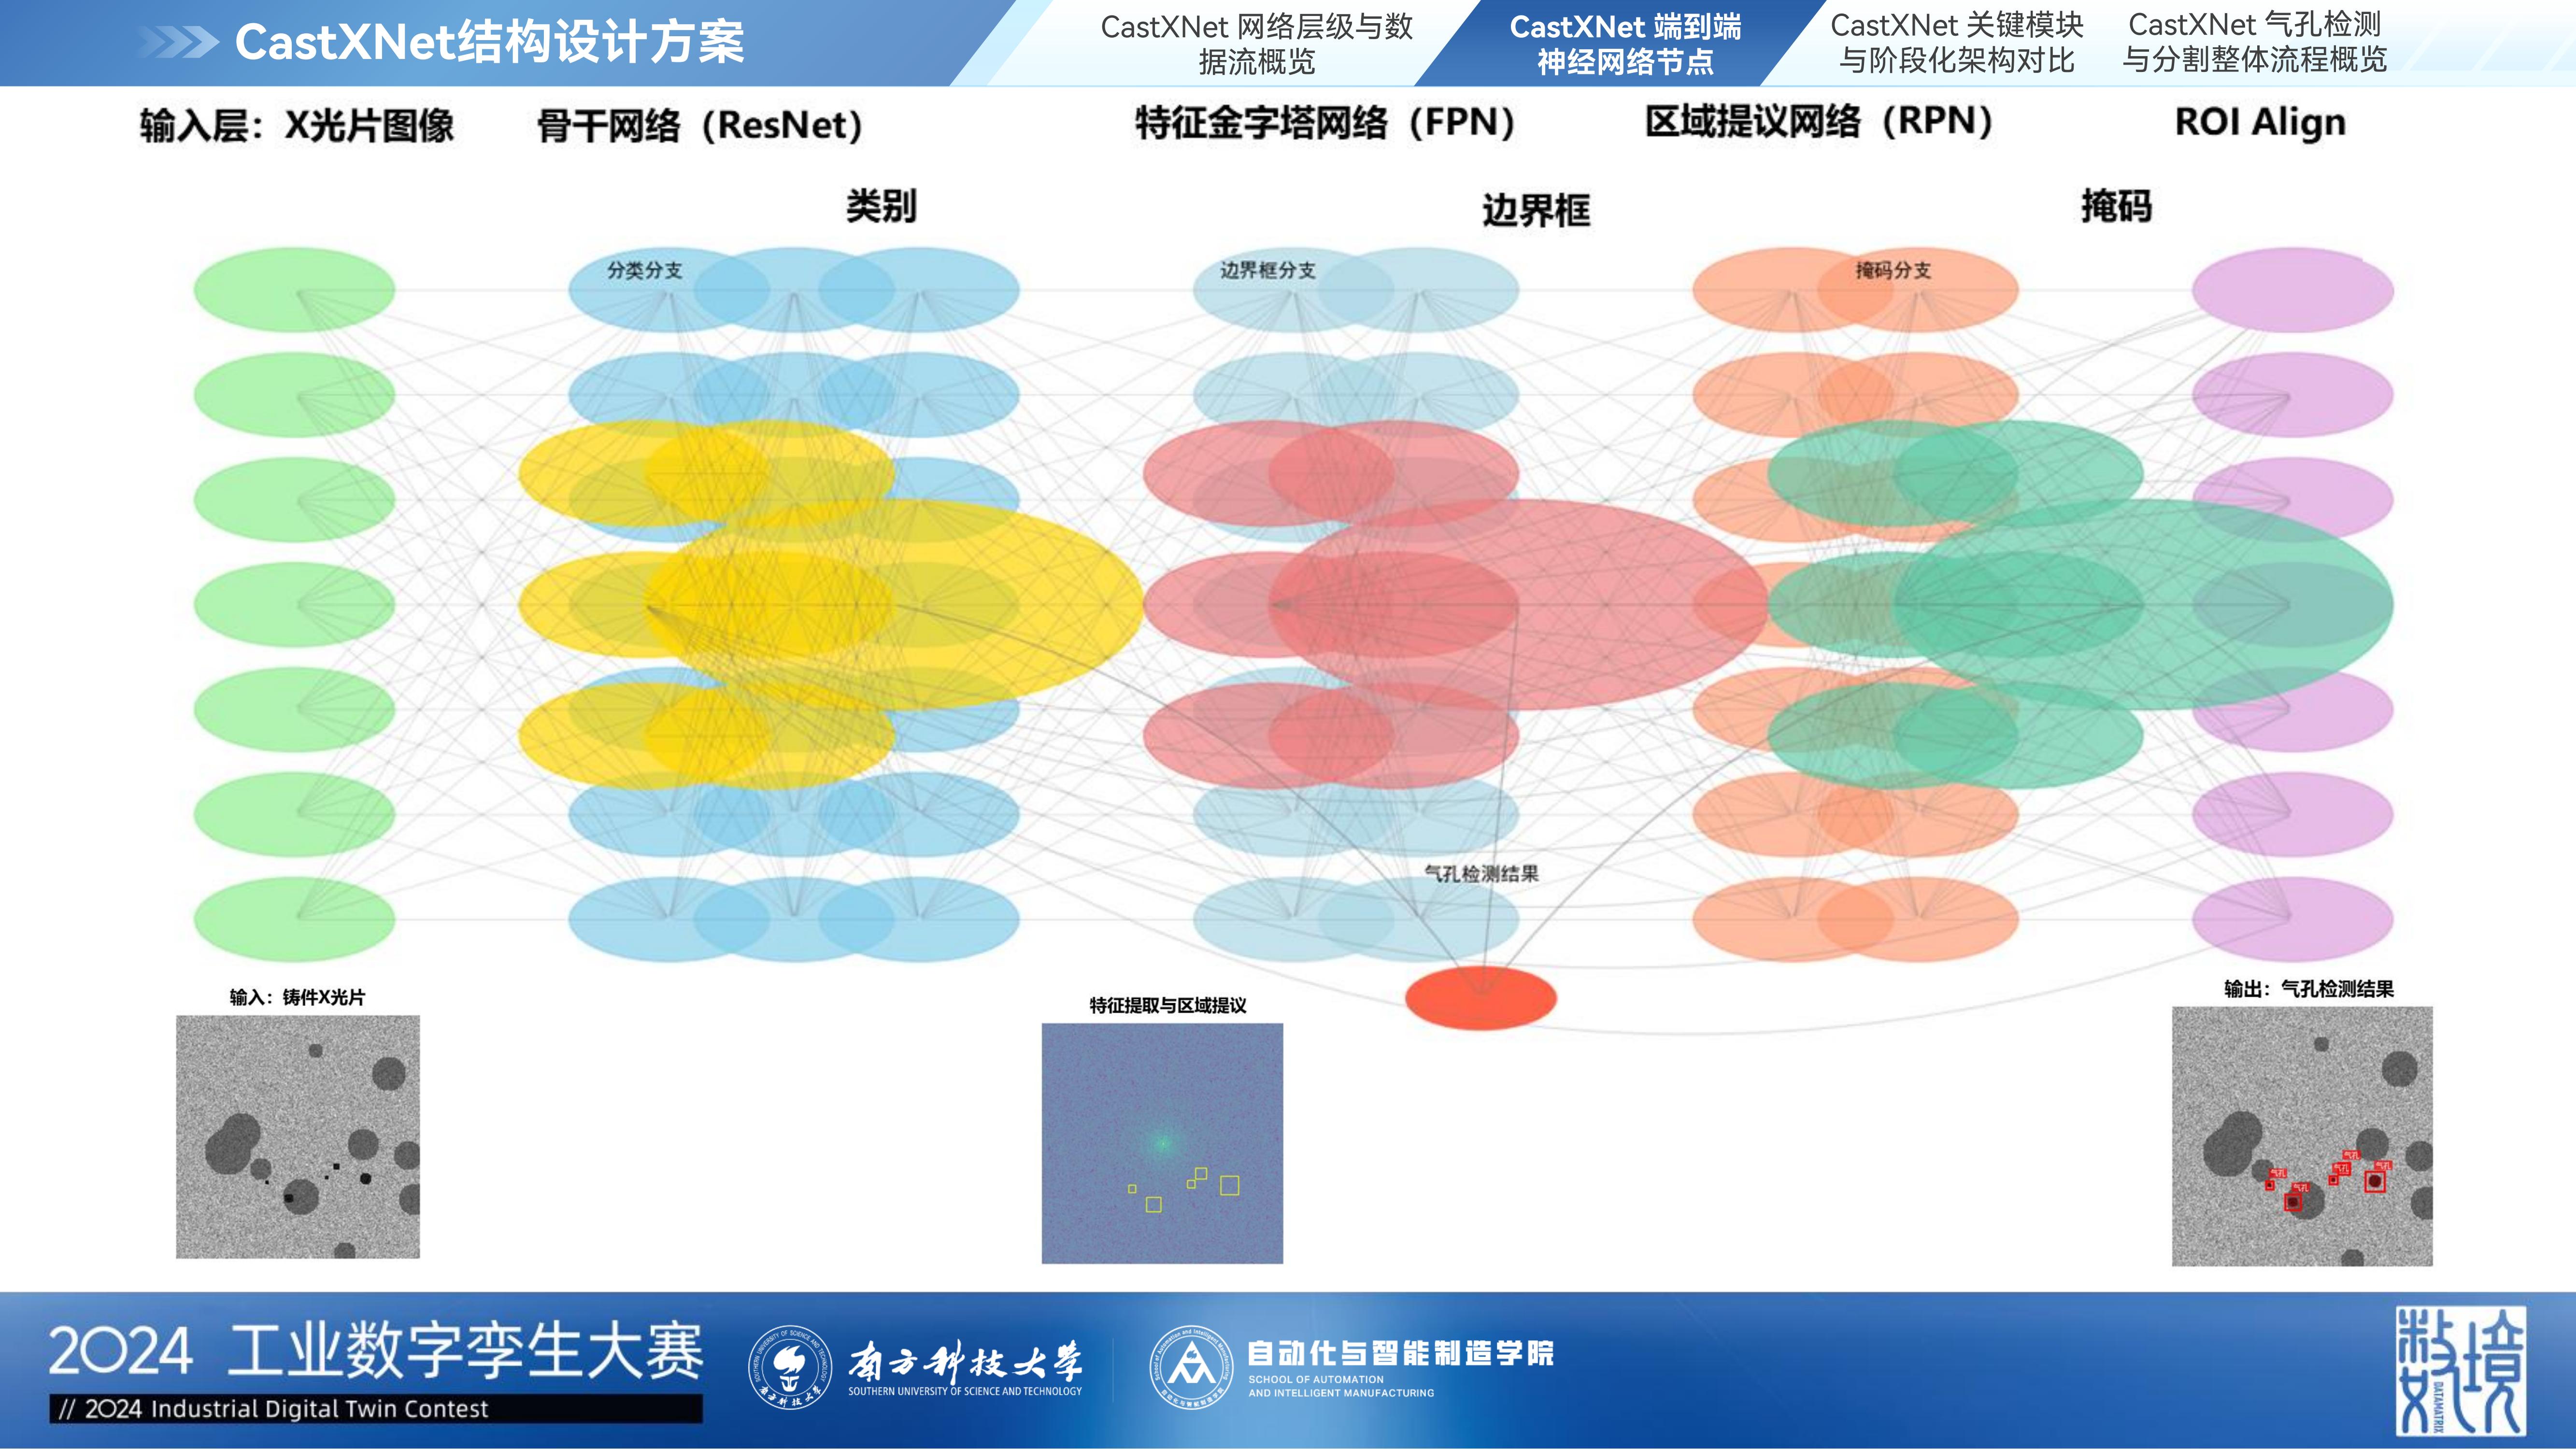 CastXNet结构设计方案
CastXNet 网络层级与数
据流概览
CastXNet 端到端
神经网络节点
CastXNet 关键模块
与阶段化架构对比
CastXNet 气孔检测
与分割整体流程概览
输入层：X光片图像
骨干网络（ResNet）
特征金字塔网络（FPN）
区域提议网络（RPN）
ROI Align
类别
边界框
掩码
分类分支
边界框分支
掩码分支
气孔检测结果
输入：铸件X光片
特征提取与区域提议
输出：气孔检测结果
气孔
气孔
气孔
气孔
气孔
2024 工业数字孪生大赛
// 2024 Industrial Digital Twin Contest
南方科技大学
SOUTHERN UNIVERSITY OF SCIENCE AND TECHNOLOGY
自动化与智能制造学院
SCHOOL OF AUTOMATION
AND INTELLIGENT MANUFACTURING
数境
DATAMATRIX